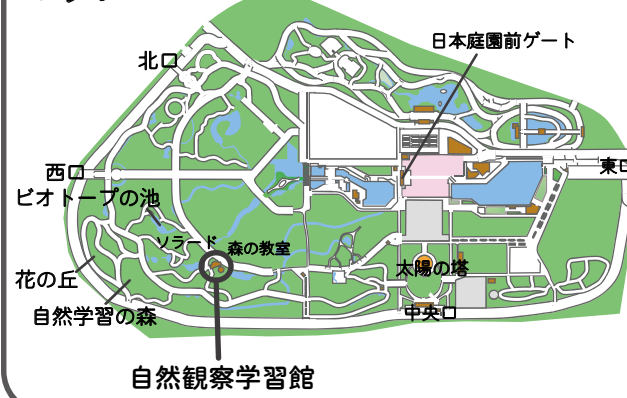 日本庭園前ゲート
北口
西口
東口
ビオトープの池
ソラード
森の教室
太陽の塔
花の丘
自然学習の森
中央口
自然観察学習館